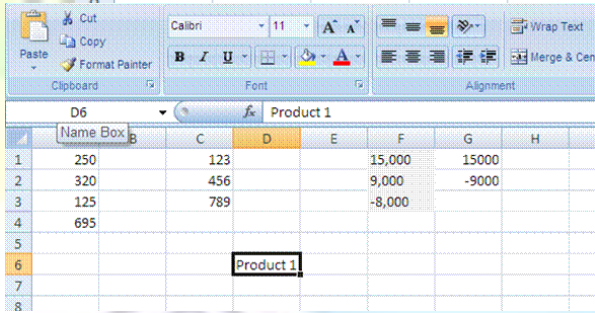 Cut
Copy
Paste
Format Painter
Clipboard
Calibri 11 A A
B I U A
Font
Wrap Text
Merge & Cen
Alignment
D6 fx Product 1
Name Box
B C D E F G H
1 250 123 15,000 15000
2 320 456 9,000 -9000
3 125 789 -8,000
4 695
5
6 Product 1
7
8